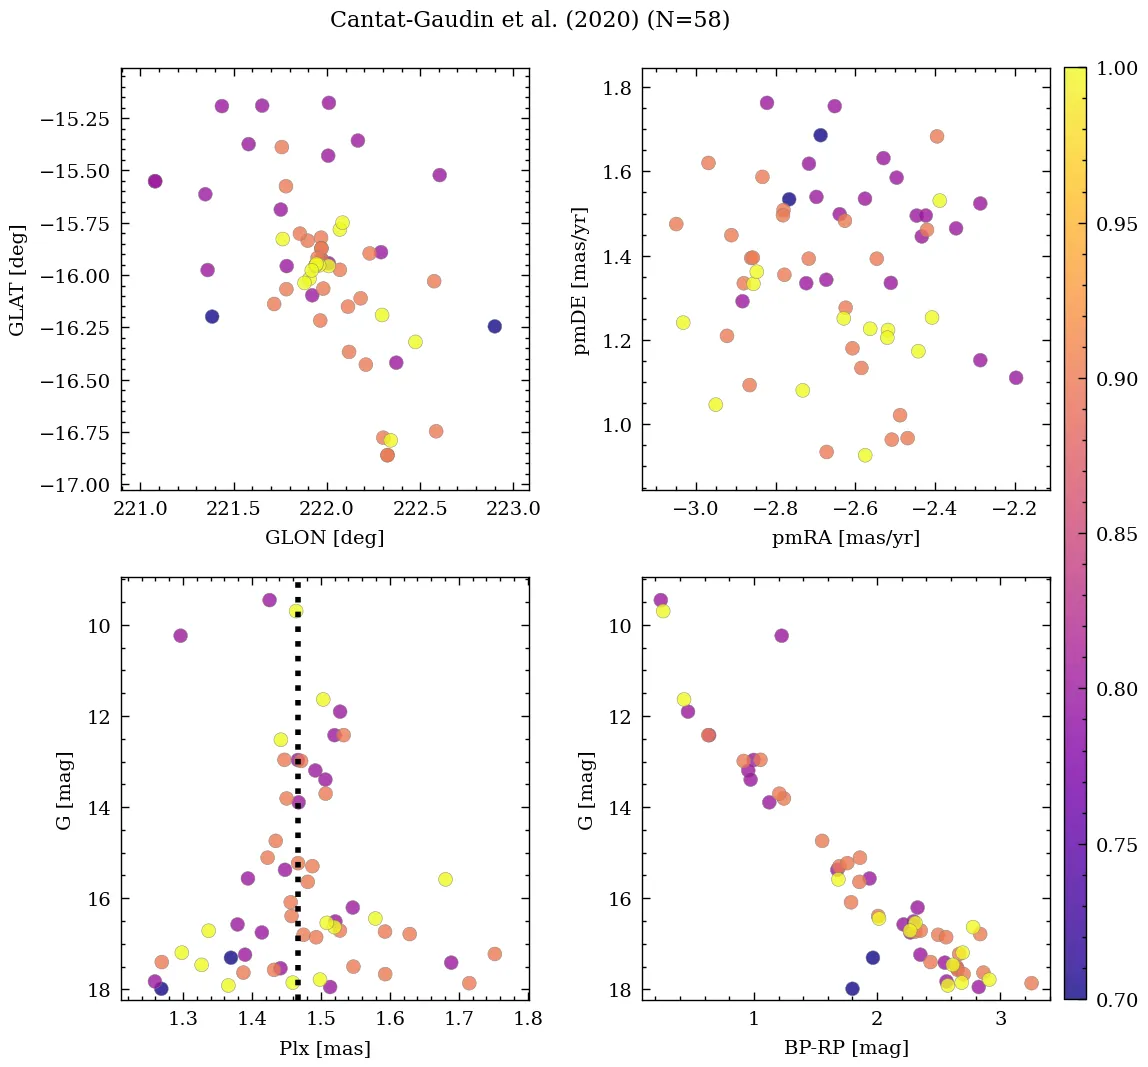 Cantat-Gaudin et al. (2020) (N=58)
−15.25
−15.50
−15.75
−16.00
−16.25
−16.50
−16.75
−17.00
GLAT [deg]
221.0 221.5 222.0 222.5 223.0
GLON [deg]
1.8
1.6
1.4
1.2
1.0
pmDE [mas/yr]
−3.0 −2.8 −2.6 −2.4 −2.2
pmRA [mas/yr]
10
12
14
16
18
G [mag]
1.3 1.4 1.5 1.6 1.7 1.8
Plx [mas]
10
12
14
16
18
G [mag]
1 2 3
BP-RP [mag]
1.00
0.95
0.90
0.85
0.80
0.75
0.70